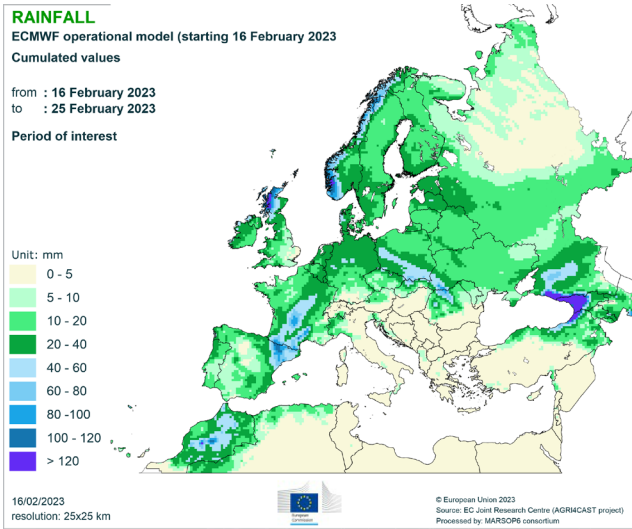 RAINFALL
ECMWF operational model (starting 16 February 2023
Cumulated values
from : 16 February 2023
to : 25 February 2023
Period of interest
Unit: mm
0 - 5
5 - 10
10 - 20
20 - 40
40 - 60
60 - 80
80 -100
100 - 120
> 120
16/02/2023
resolution: 25x25 km
European
Commission
© European Union 2023
Source: EC Joint Research Centre (AGRI4CAST project)
Processed by: MARSOP6 consortium